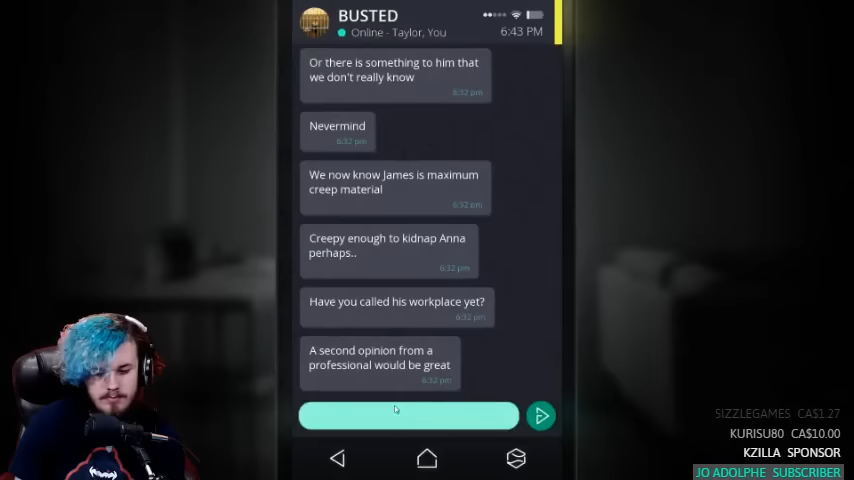 BUSTED
Online - Taylor, You
6:43 PM
Or there is something to him that
we don't really know
6:32 pm
Nevermind
6:32 pm
We now know James is maximum
creep material
6:32 pm
Creepy enough to kidnap Anna
perhaps..
6:32 pm
Have you called his workplace yet?
6:32 pm
A second opinion from a
professional would be great
6:32 pm
SIZZLEGAMES CA$1.27
KURISU80 CA$10.00
KZILLA SPONSOR
JO ADOLPHE SUBSCRIBER